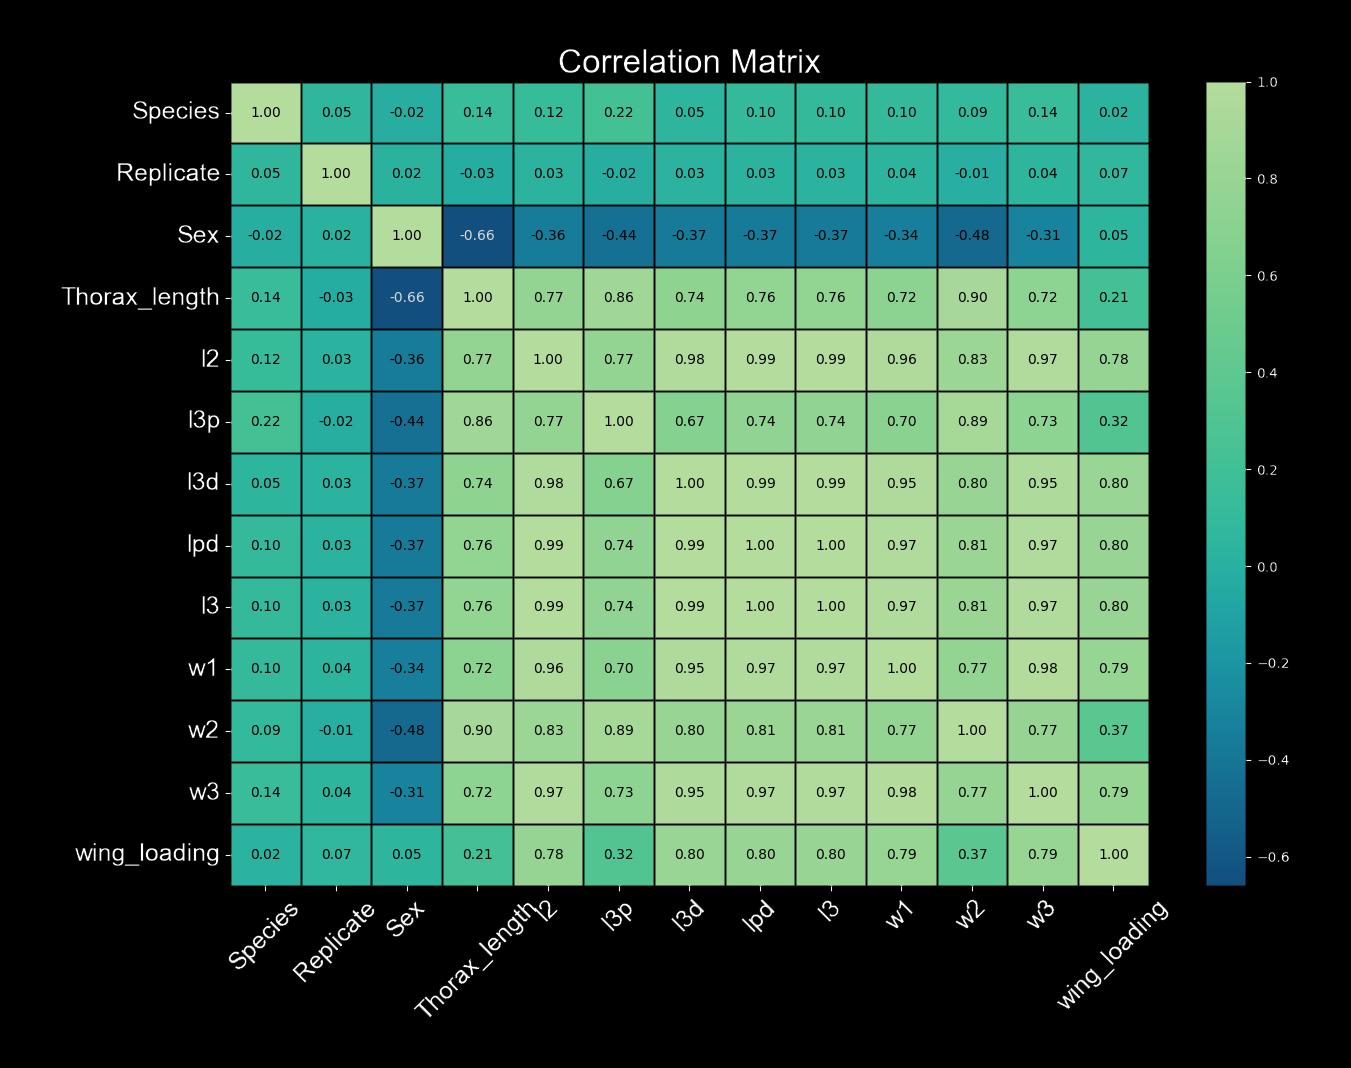 Correlation Matrix
Species 1.00 0.05 -0.02 0.14 0.12 0.22 0.05 0.10 0.10 0.10 0.09 0.14 0.02
Replicate 0.05 1.00 0.02 -0.03 0.03 -0.02 0.03 0.03 0.03 0.04 -0.01 0.04 0.07
Sex -0.02 0.02 1.00 -0.66 -0.36 -0.44 -0.37 -0.37 -0.37 -0.34 -0.48 -0.31 0.05
Thorax_length 0.14 -0.03 -0.66 1.00 0.77 0.86 0.74 0.76 0.76 0.72 0.90 0.72 0.21
l2 0.12 0.03 -0.36 0.77 1.00 0.77 0.98 0.99 0.99 0.96 0.83 0.97 0.78
l3p 0.22 -0.02 -0.44 0.86 0.77 1.00 0.67 0.74 0.74 0.70 0.89 0.73 0.32
l3d 0.05 0.03 -0.37 0.74 0.98 0.67 1.00 0.99 0.99 0.95 0.80 0.95 0.80
lpd 0.10 0.03 -0.37 0.76 0.99 0.74 0.99 1.00 1.00 0.97 0.81 0.97 0.80
l3 0.10 0.03 -0.37 0.76 0.99 0.74 0.99 1.00 1.00 0.97 0.81 0.97 0.80
w1 0.10 0.04 -0.34 0.72 0.96 0.70 0.95 0.97 0.97 1.00 0.77 0.98 0.79
w2 0.09 -0.01 -0.48 0.90 0.83 0.89 0.80 0.81 0.81 0.77 1.00 0.77 0.37
w3 0.14 0.04 -0.31 0.72 0.97 0.73 0.95 0.97 0.97 0.98 0.77 1.00 0.79
wing_loading 0.02 0.07 0.05 0.21 0.78 0.32 0.80 0.80 0.80 0.79 0.37 0.79 1.00
Species Replicate Sex Thorax_length l2 l3p l3d lpd l3 w1 w2 w3 wing_loading
1.0
0.8
0.6
0.4
0.2
0.0
−0.2
−0.4
−0.6